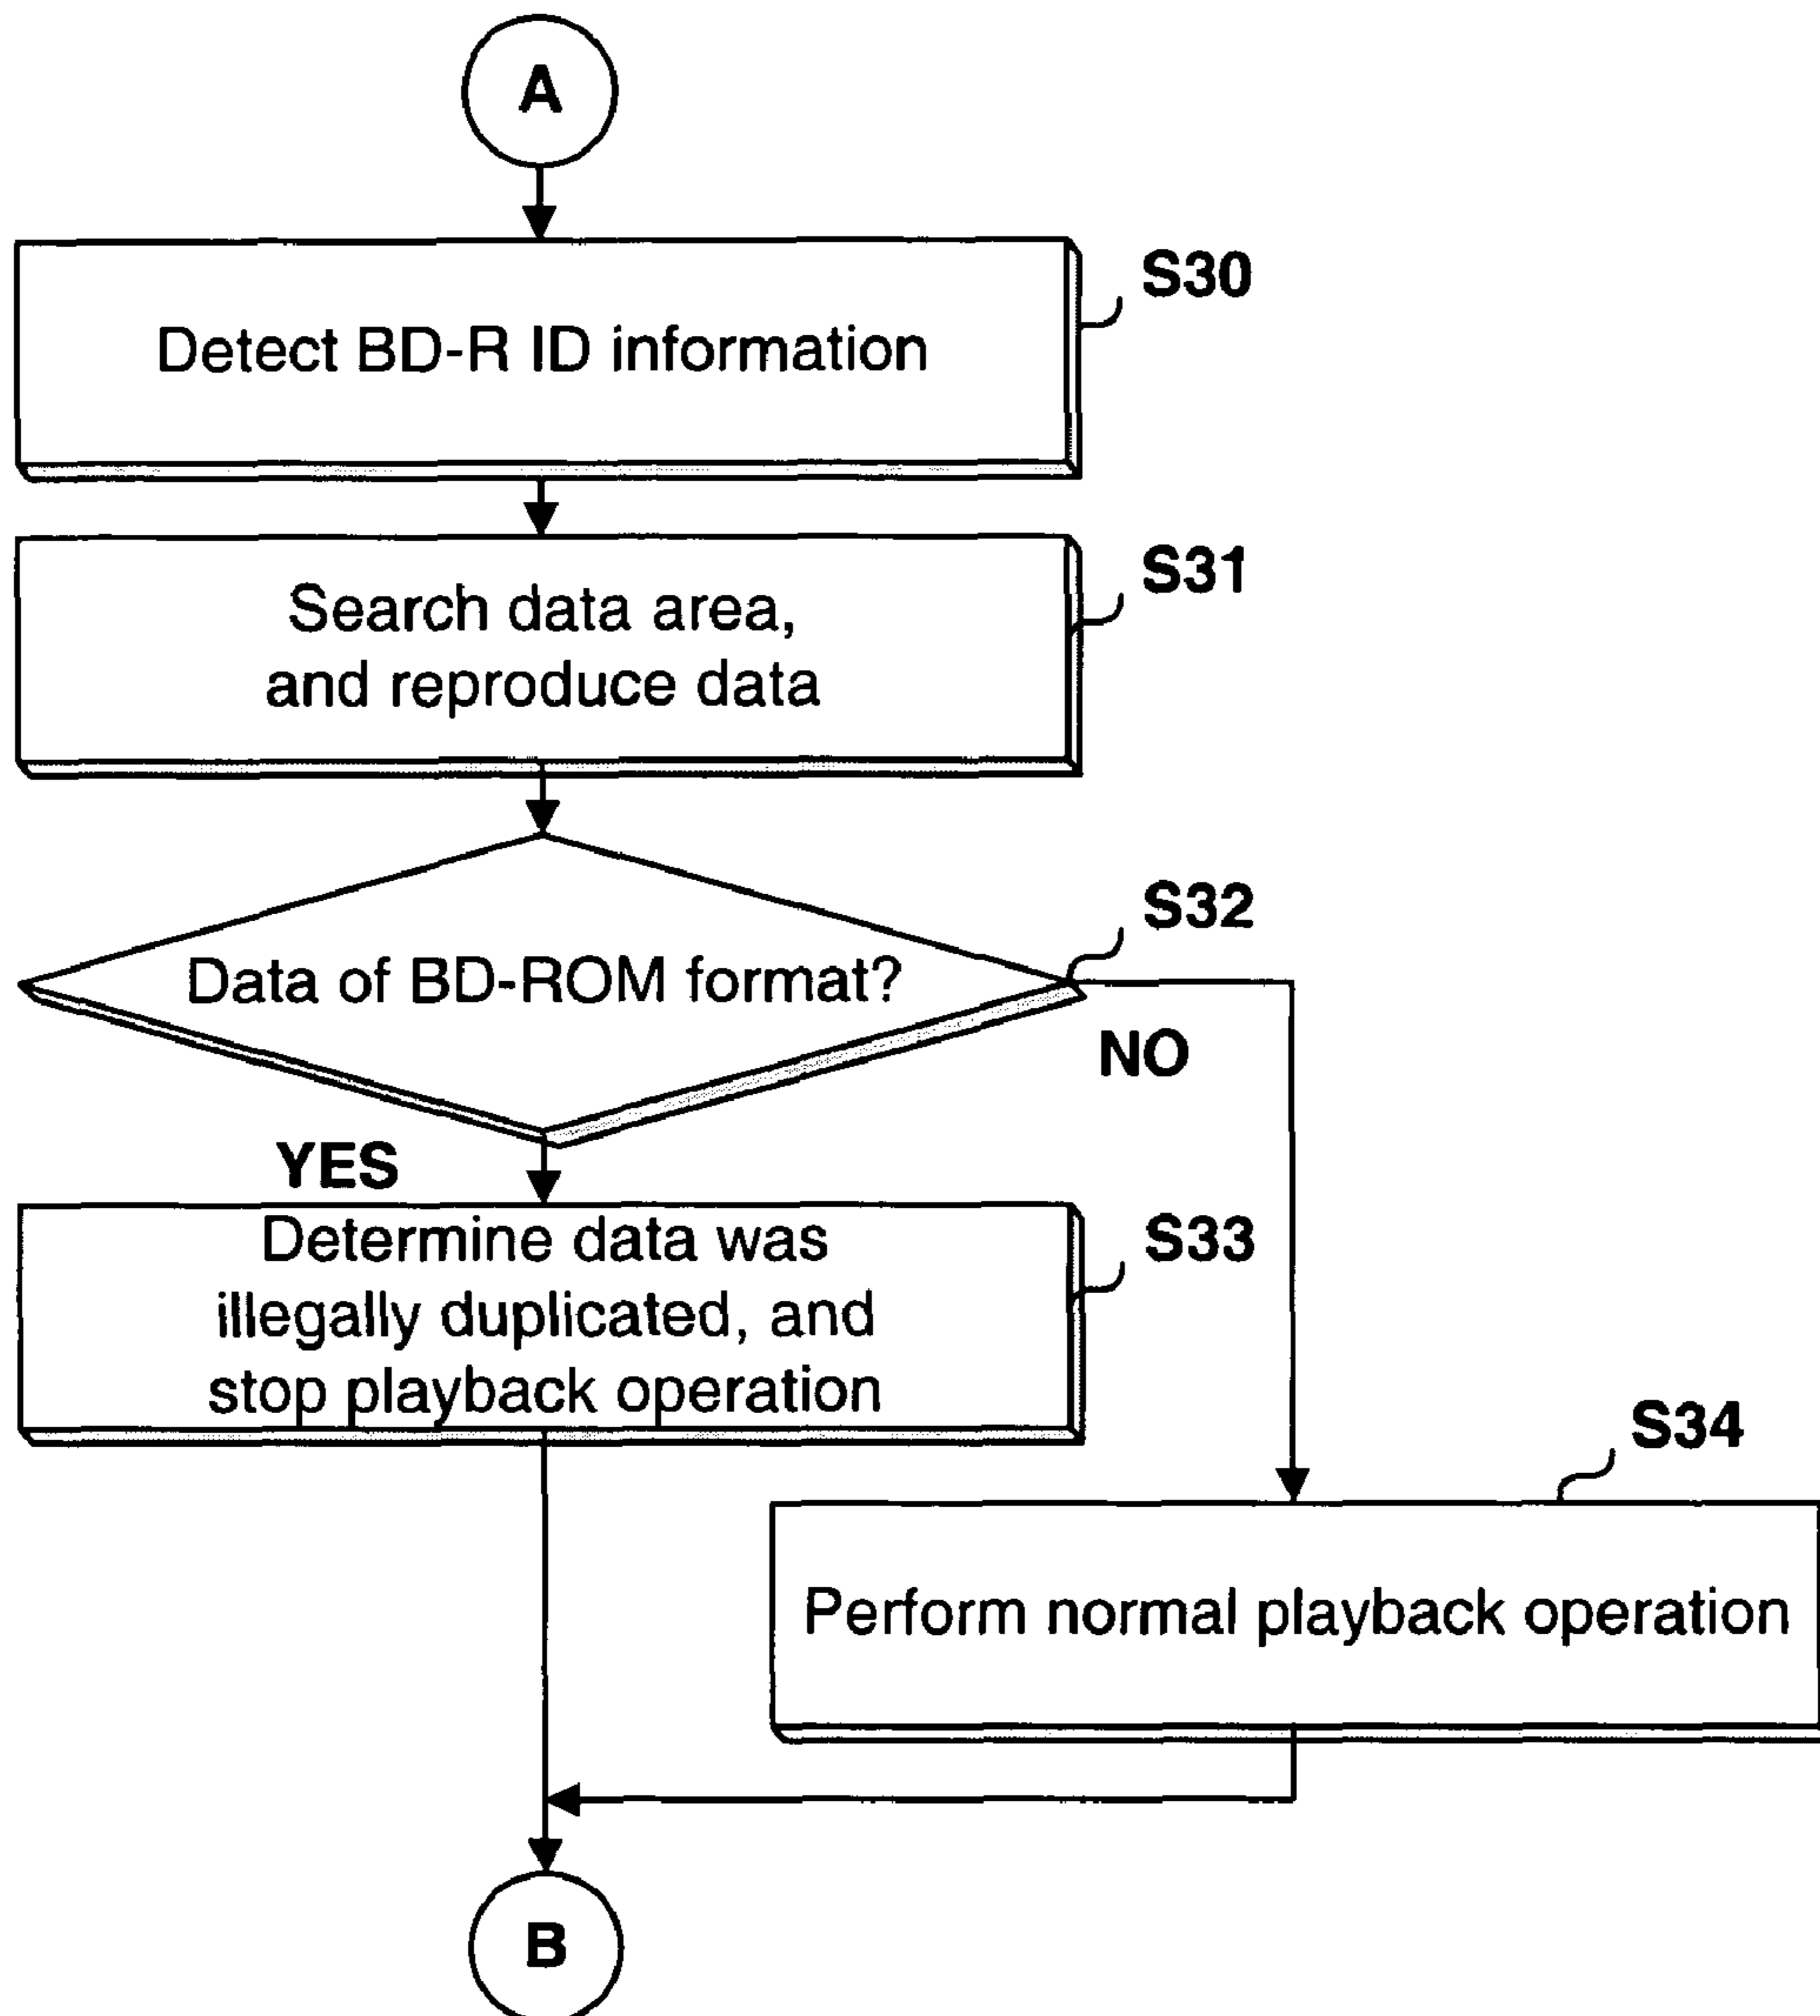 A
S30
Detect BD-R ID information
S31
Search data area,
and reproduce data
S32
Data of BD-ROM format?
NO
YES
Determine data was
illegally duplicated, and
stop playback operation
S33
S34
Perform normal playback operation
B